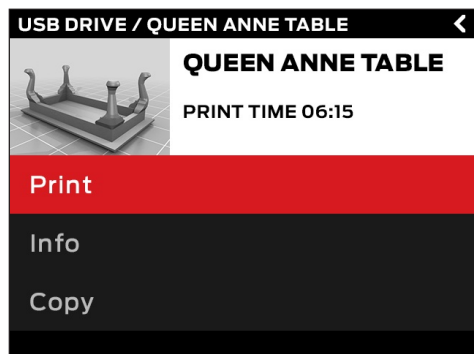 USB DRIVE / QUEEN ANNE TABLE
QUEEN ANNE TABLE
PRINT TIME 06:15
Print
Info
Copy